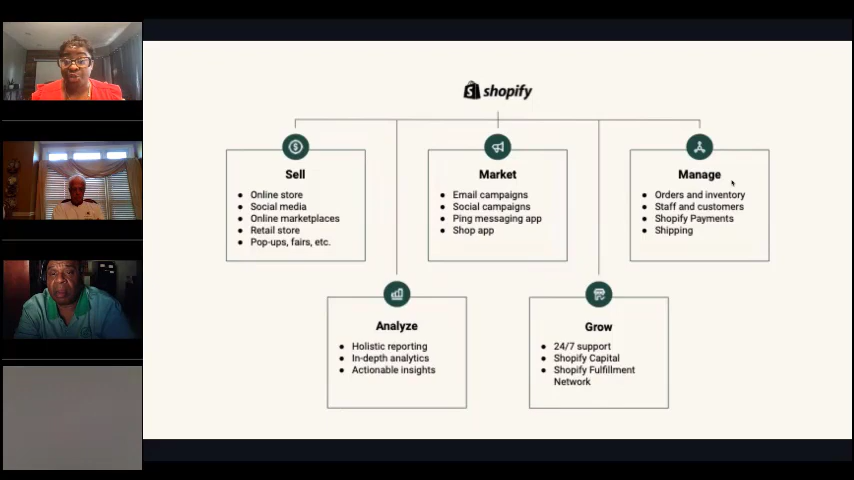 shopify
Sell
Online store
Social media
Online marketplaces
Retail store
Pop-ups, fairs, etc.
Market
Email campaigns
Social campaigns
Ping messaging app
Shop app
Manage
Orders and inventory
Staff and customers
Shopify Payments
Shipping
Analyze
Holistic reporting
In-depth analytics
Actionable insights
Grow
24/7 support
Shopify Capital
Shopify Fulfillment
Network